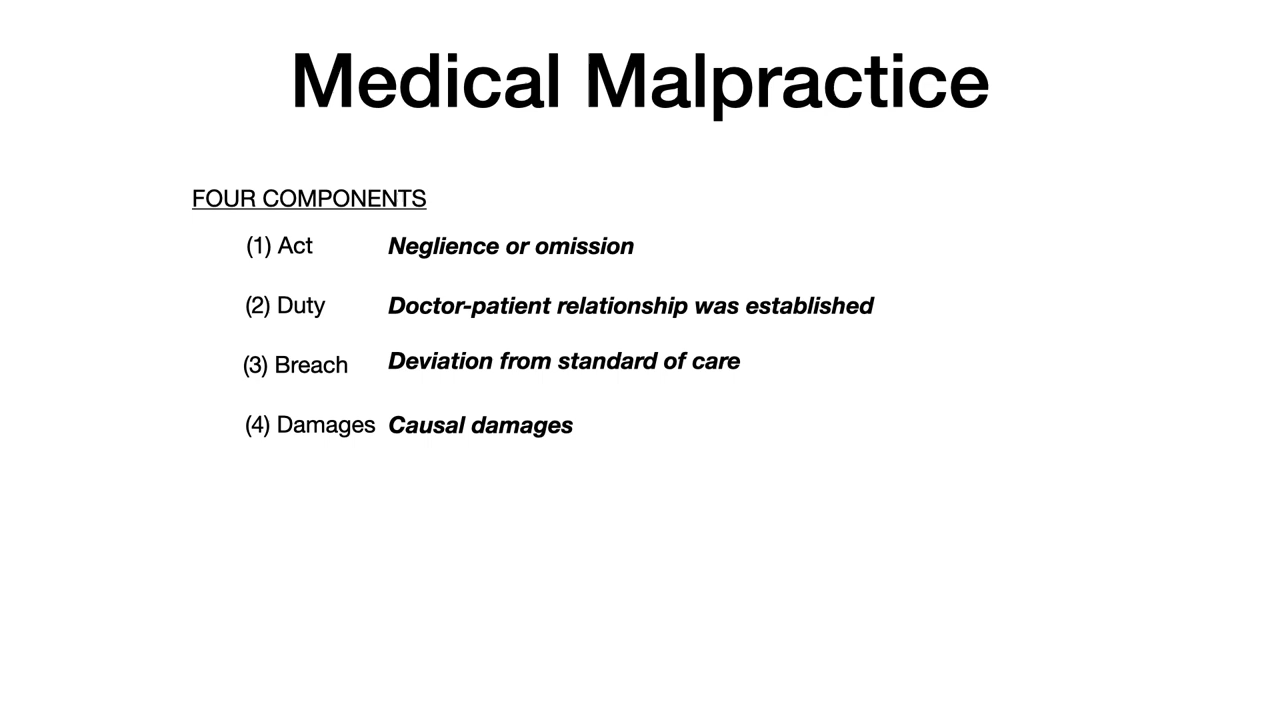 Medical Malpractice
FOUR COMPONENTS
(1) Act Neglience or omission
(2) Duty Doctor-patient relationship was established
(3) Breach Deviation from standard of care
(4) Damages Causal damages